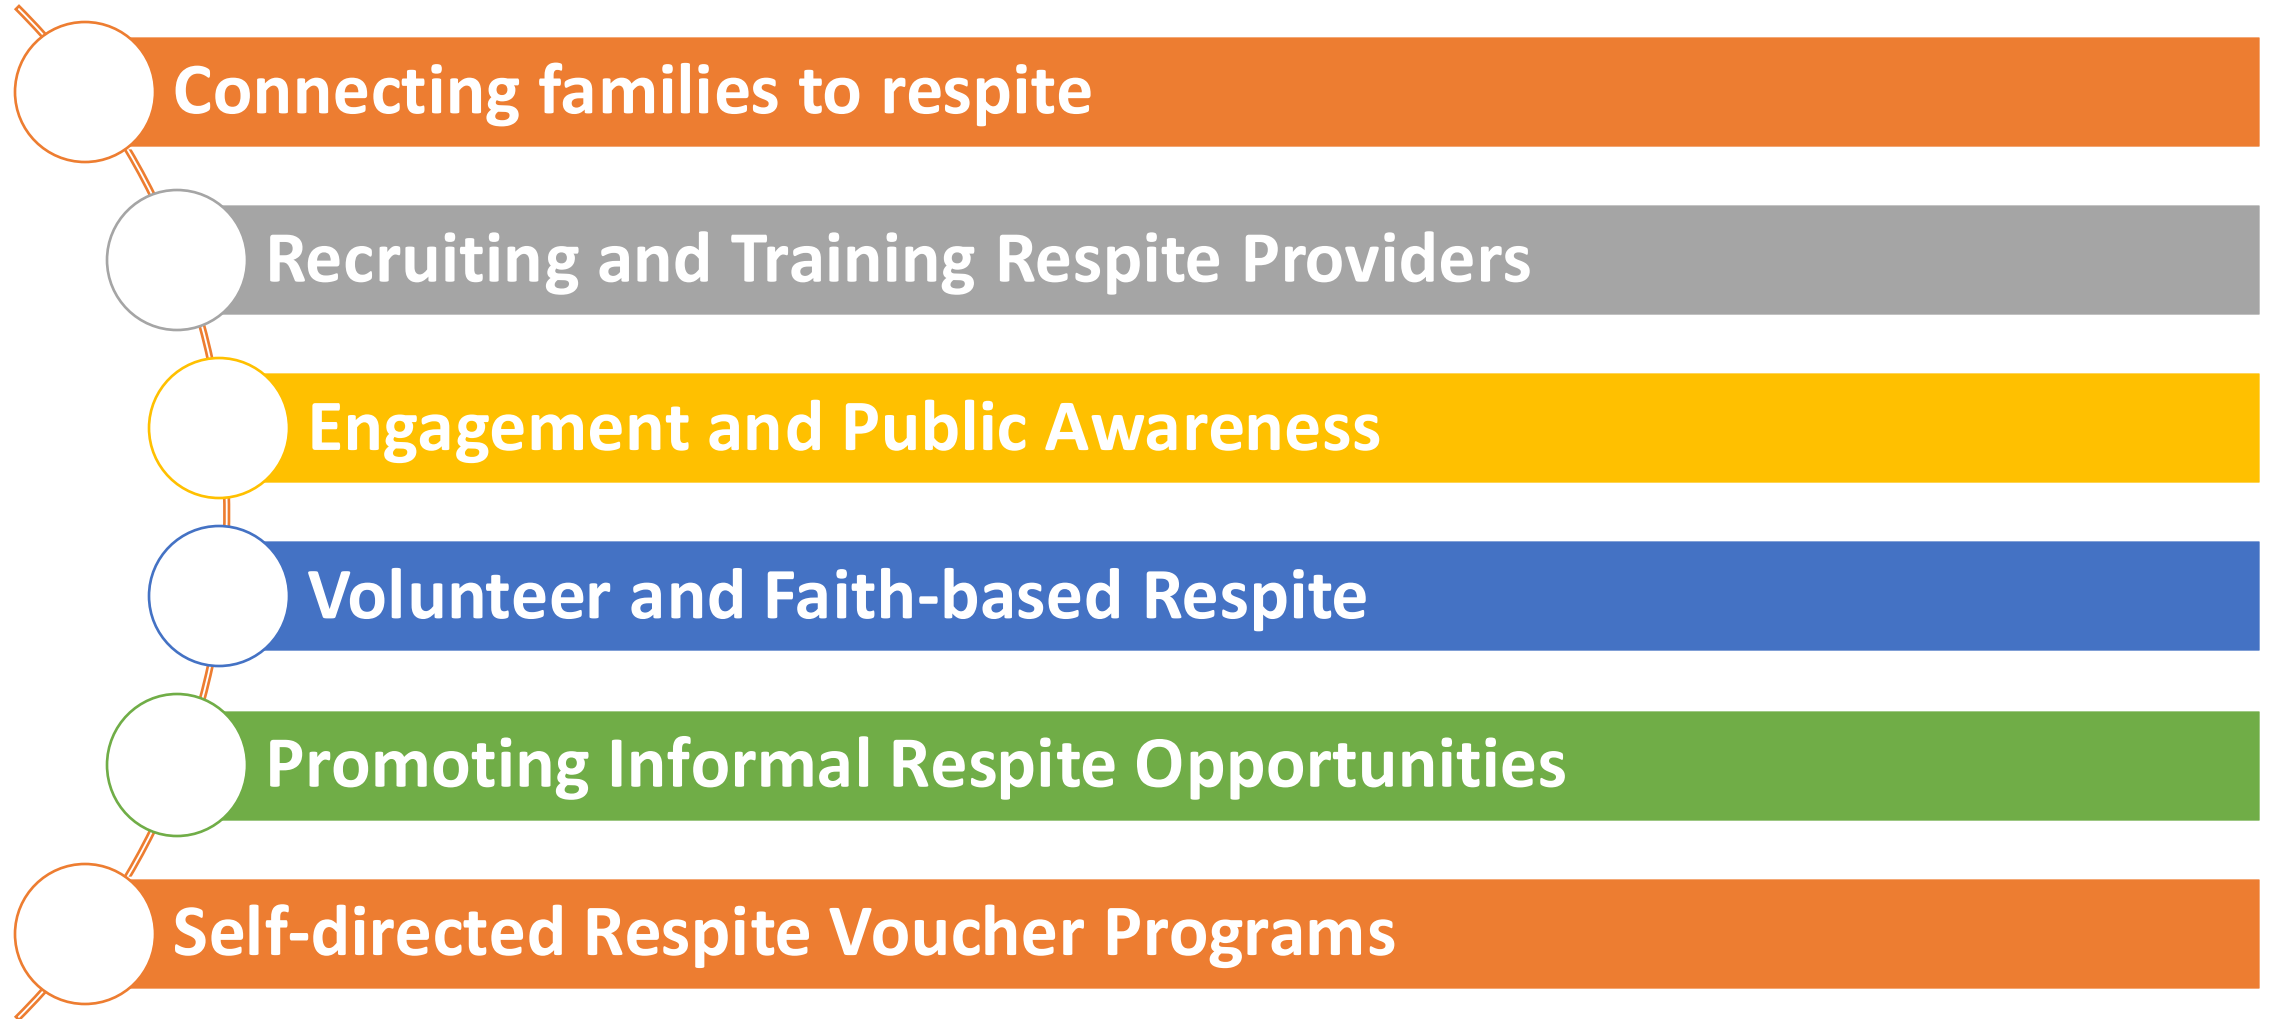 Connecting families to respite
Recruiting and Training Respite Providers
Engagement and Public Awareness
Volunteer and Faith-based Respite
Promoting Informal Respite Opportunities
Self-directed Respite Voucher Programs